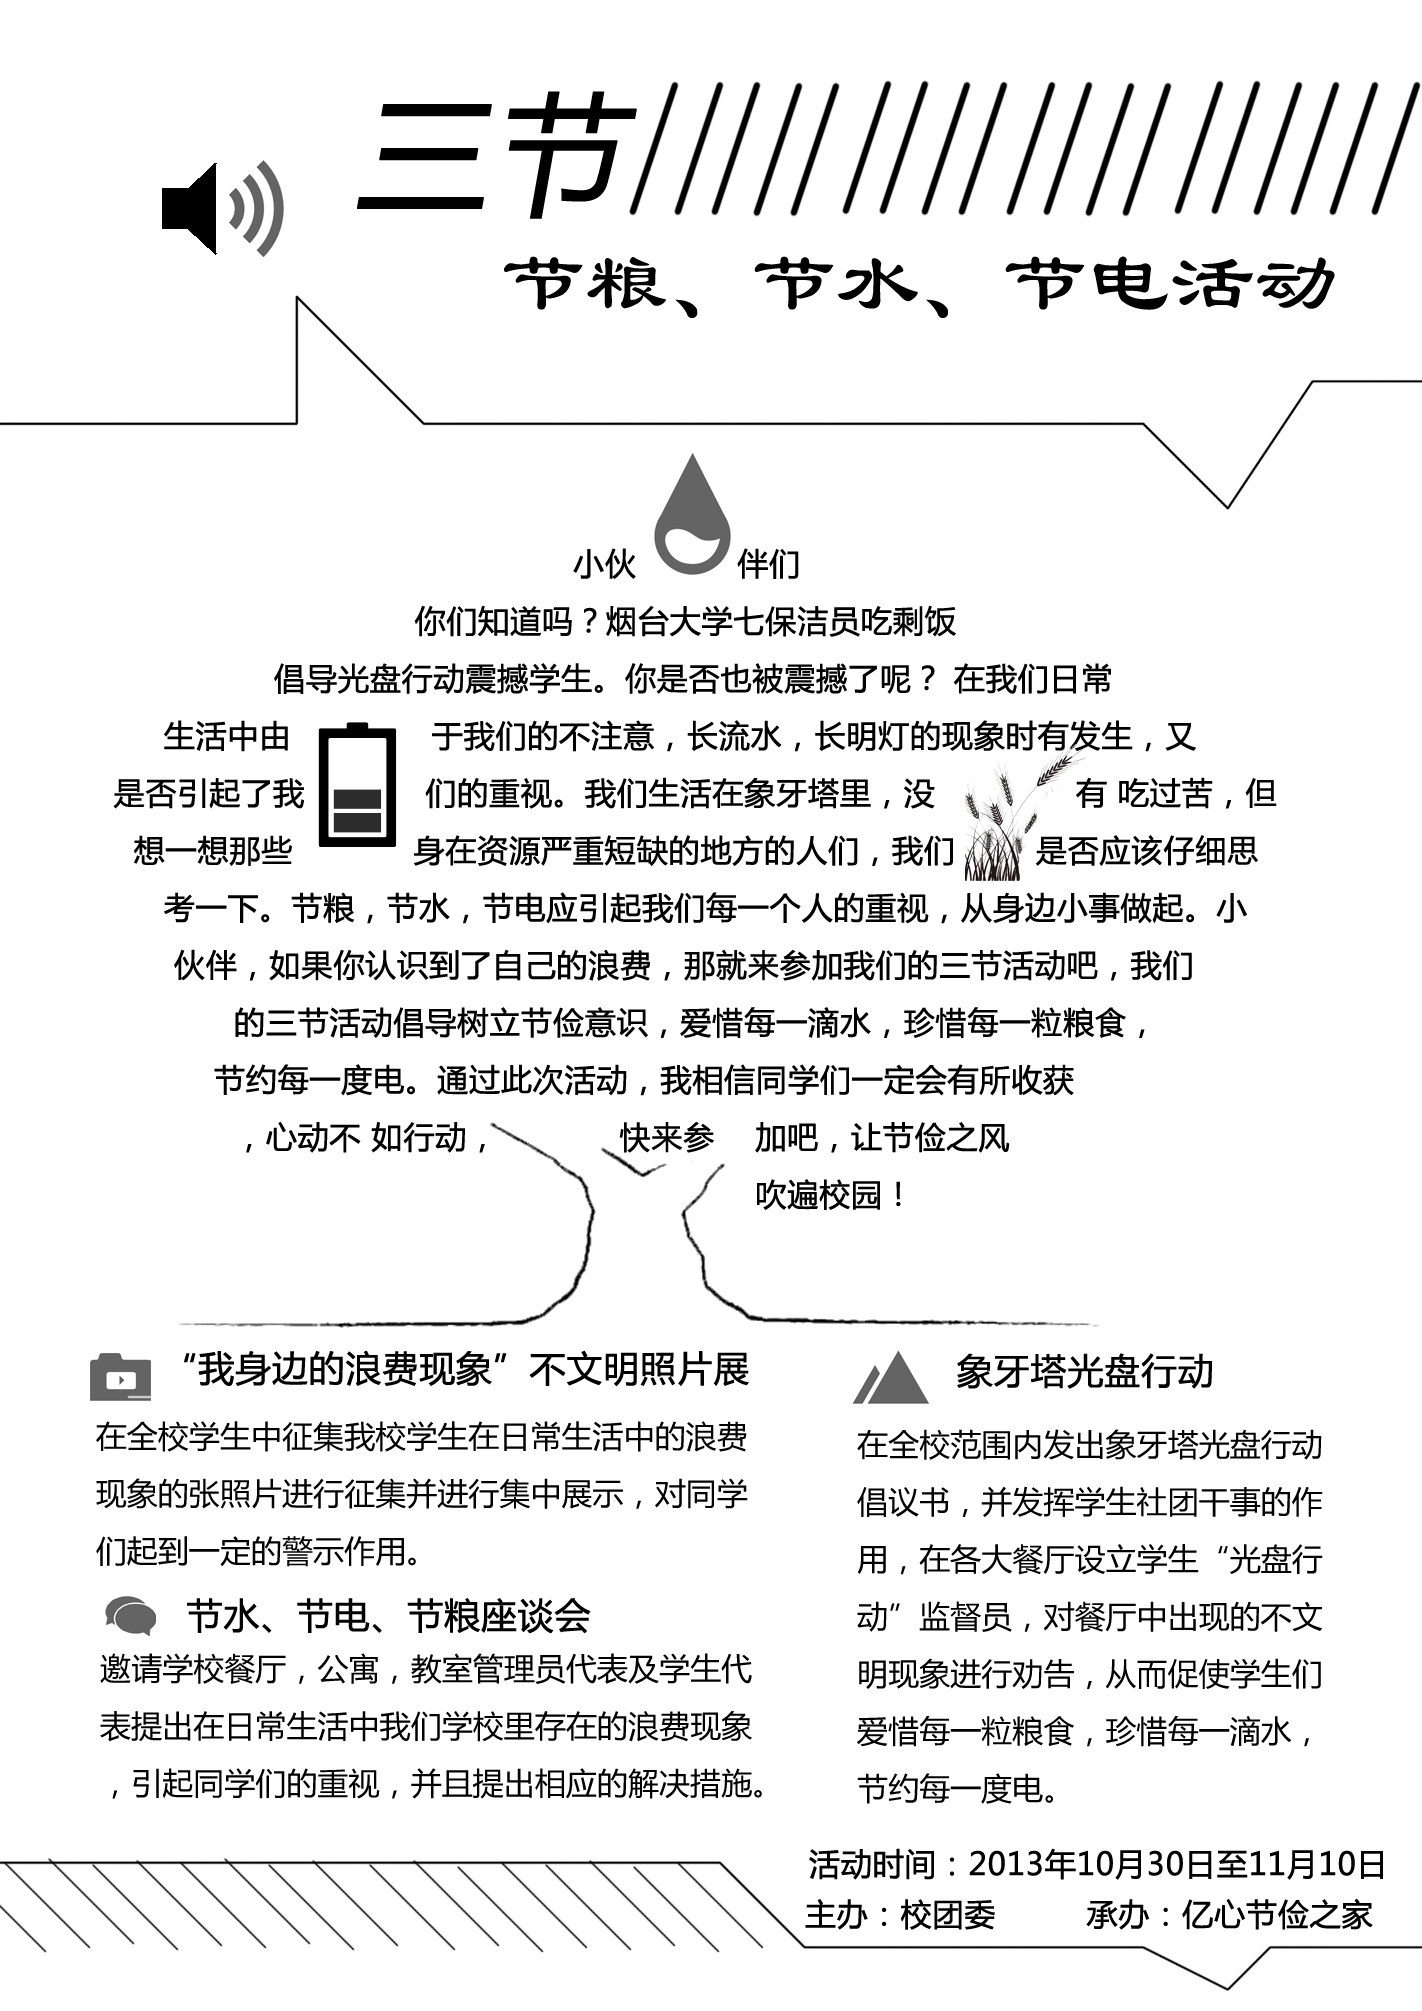 三节
节粮、节水、节电活动
小伙 伴们
你们知道吗？烟台大学七保洁员吃剩饭
倡导光盘行动震撼学生。你是否也被震撼了呢？ 在我们日常
生活中由 于我们的不注意，长流水，长明灯的现象时有发生，又
是否引起了我 们的重视。我们生活在象牙塔里，没 有 吃过苦，但
想一想那些 身在资源严重短缺的地方的人们，我们 是否应该仔细思
考一下。节粮，节水，节电应引起我们每一个人的重视，从身边小事做起。小
伙伴，如果你认识到了自己的浪费，那就来参加我们的三节活动吧，我们
的三节活动倡导树立节俭意识，爱惜每一滴水，珍惜每一粒粮食，
节约每一度电。通过此次活动，我相信同学们一定会有所收获
，心动不 如行动， 快来参 加吧，让节俭之风
吹遍校园！
“我身边的浪费现象”不文明照片展
在全校学生中征集我校学生在日常生活中的浪费
现象的张照片进行征集并进行集中展示，对同学
们起到一定的警示作用。
节水、节电、节粮座谈会
邀请学校餐厅，公寓，教室管理员代表及学生代
表提出在日常生活中我们学校里存在的浪费现象
，引起同学们的重视，并且提出相应的解决措施。
象牙塔光盘行动
在全校范围内发出象牙塔光盘行动
倡议书，并发挥学生社团干事的作
用，在各大餐厅设立学生“光盘行
动”监督员，对餐厅中出现的不文
明现象进行劝告，从而促使学生们
爱惜每一粒粮食，珍惜每一滴水，
节约每一度电。
活动时间：2013年10月30日至11月10日
主办：校团委 承办：亿心节俭之家